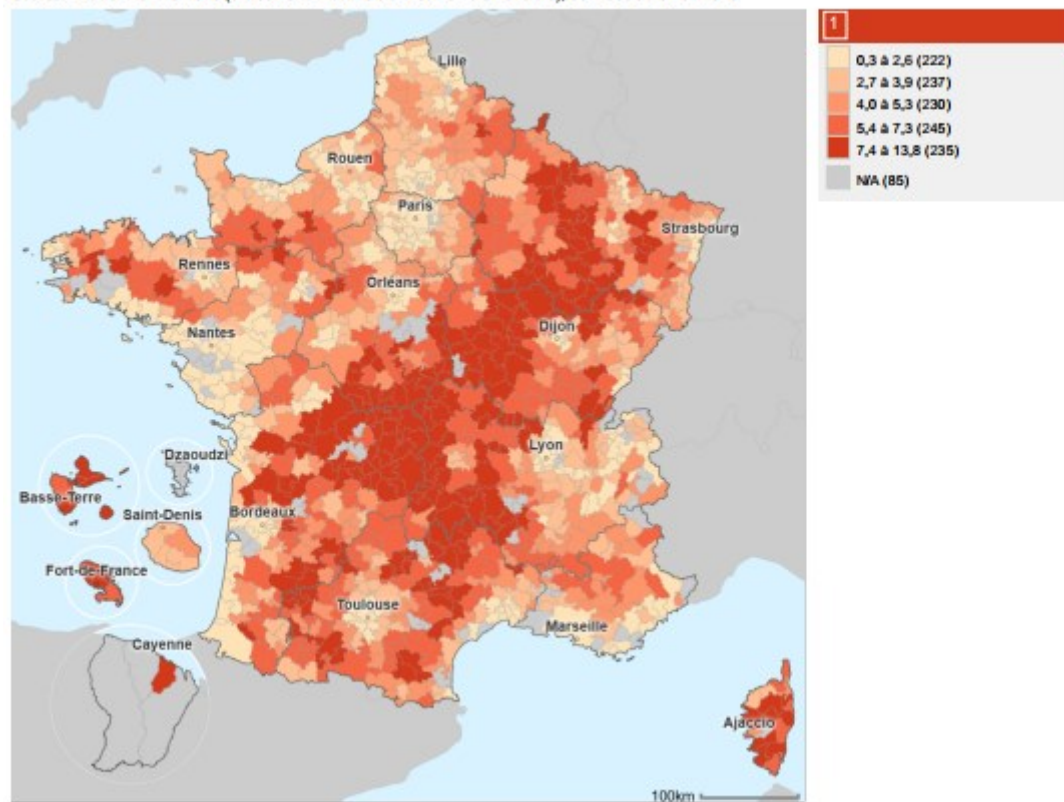 Lille
Rouen
Paris
Strasbourg
Rennes
Orléans
Nantes
Dijon
Lyon
Dzaoudzi
Basse-Terre
Saint-Denis
Bordeaux
Fort-de-France
Toulouse
Marseille
Cayenne
Ajaccio
100km
1
0,3 à 2,6 (222)
2,7 à 3,9 (237)
4,0 à 5,3 (230)
5,4 à 7,3 (245)
7,4 à 13,8 (235)
N/A (85)